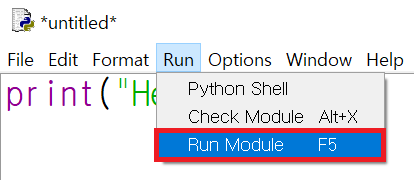 *untitled*
File Edit Format Run Options Window Help
print("He
Python Shell
Check Module Alt+X
Run Module F5